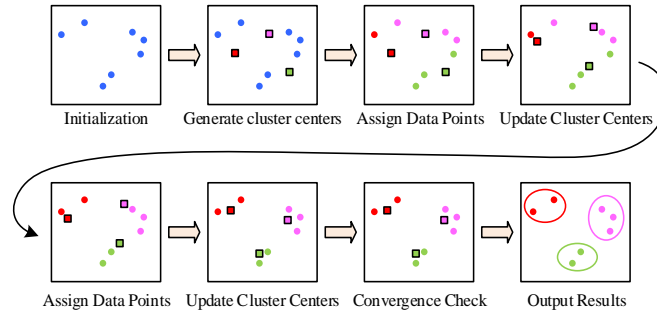 Initialization
Generate cluster centers
Assign Data Points
Update Cluster Centers
Assign Data Points
Update Cluster Centers
Convergence Check
Output Results